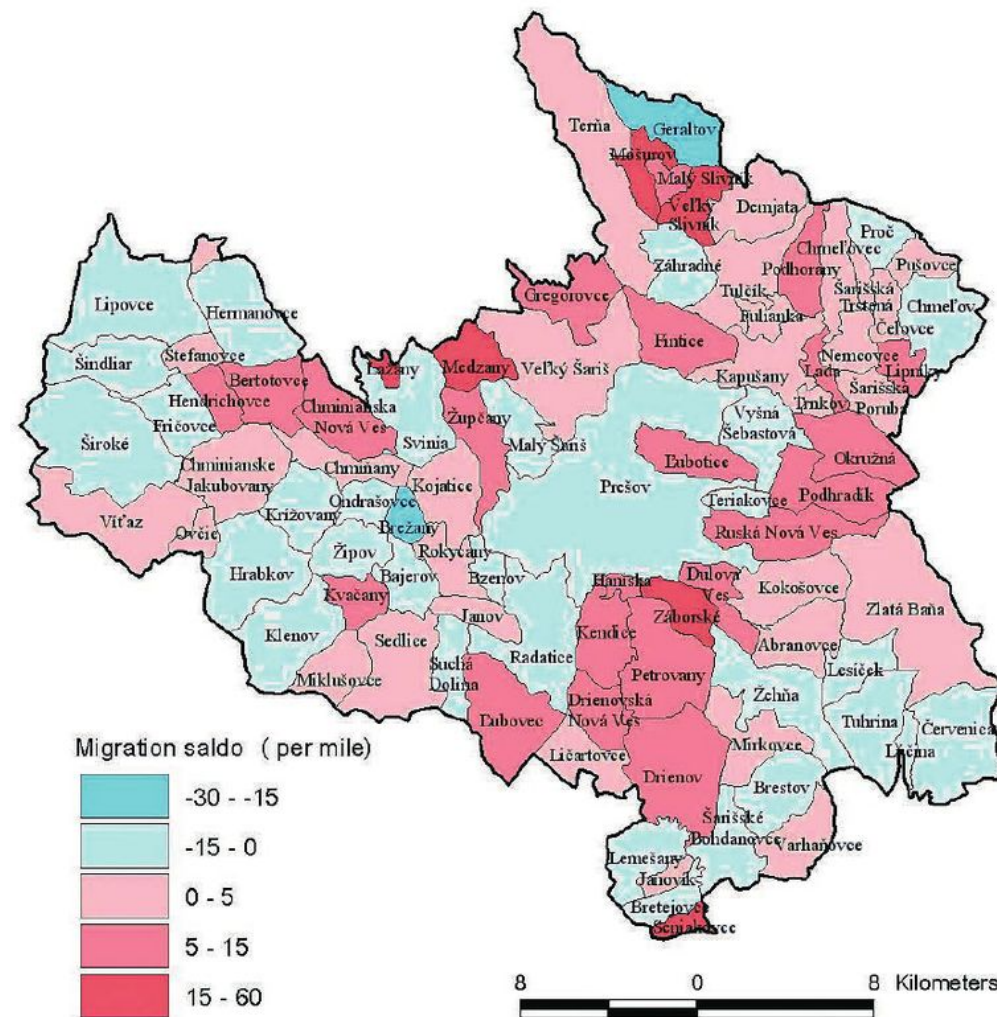 Terňa
Geraltov
Mošurov
Malý Slivník
Veľký
Slivník
Demjata
Proč
Chmeľovec
Záhradné
Podhorany
Pušovce
Lipovce
Hermanovce
Tulčík
Šarišská
Trstená
Chmeľov
Gregorovce
Fulianka
Čeľovce
Šindliar
Štefanovce
Fintice
Nemcovce
Lažany
Medzany
Veľký Šariš
Lada
Lipníky
Bertotovce
Kapušany
Šarišská
Hendrichovce
Trnkov
Poruba
Chminianska
Nová Ves
Župčany
Vyšná
Šebastová
Fričovce
Široké
Svinia
Malý Šariš
Ľubotice
Okružná
Chminianske
Jakubovany
Chmiňany
Kojatice
Prešov
Ondrašovce
Teriakovce
Podhradík
Víťaz
Križovany
Brežany
Ovčie
Ruská Nová Ves
Žipov
Rokycany
Hrabkov
Bajerov
Bzenov
Haniska
Dulova
Ves
Kokošovce
Kvačany
Zlatá Baňa
Janov
Záborské
Klenov
Sedlice
Kendice
Abranovce
Radatice
Suchá
Dolina
Lesíček
Miklušovce
Petrovany
Žehňa
Ľubovec
Drienovská
Nová Ves
Tuhrina
Červenica
Mirkovce
Lúčina
Ličartovce
Drienov
Brestov
Šarišské
Bohdanovce
Varhaňovce
Lemešany
Janovík
Bretejovce
Seniakovce
Migration saldo ( per mile)
-30 - -15
-15 - 0
0 - 5
5 - 15
15 - 60
8 0 8 Kilometers